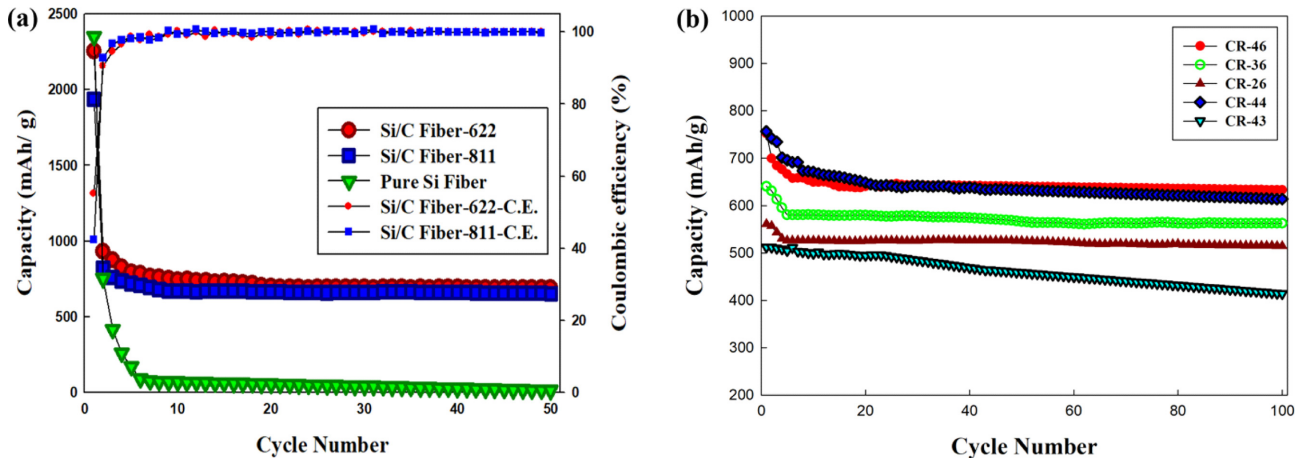 (a)
2500
2000
1500
1000
500
0
Capacity (mAh/ g)
0
10
20
30
40
50
Cycle Number
100
80
60
40
20
0
Coulombic efficiency (%)
Si/C Fiber-622
Si/C Fiber-811
Pure Si Fiber
Si/C Fiber-622-C.E.
Si/C Fiber-811-C.E.
(b)
1000
900
800
700
600
500
400
300
200
Capacity (mAh/g)
0
20
40
60
80
100
Cycle Number
CR-46
CR-36
CR-26
CR-44
CR-43